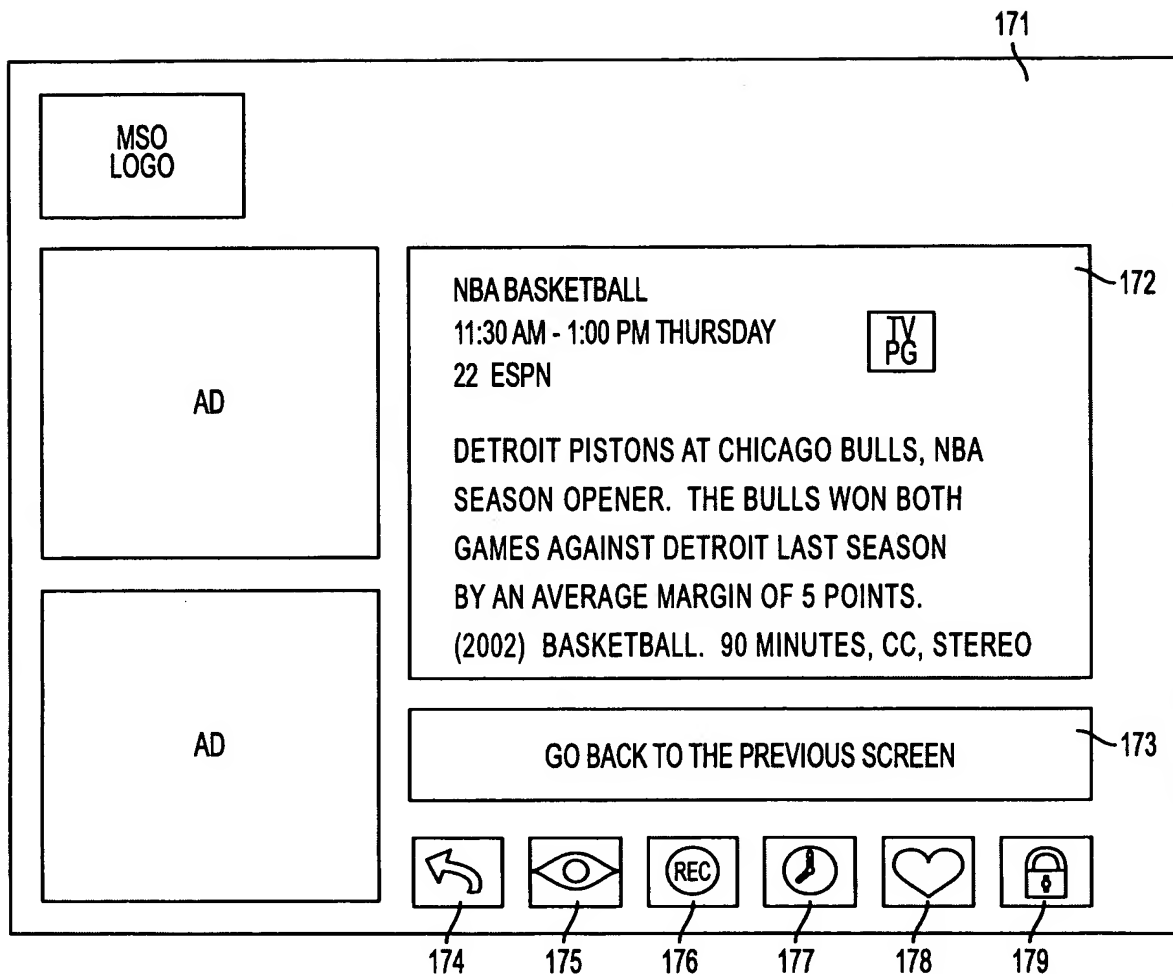 171
MSO
LOGO
NBA BASKETBALL
11:30 AM - 1:00 PM THURSDAY
22 ESPN
TV
PG
172
DETROIT PISTONS AT CHICAGO BULLS, NBA
SEASON OPENER. THE BULLS WON BOTH
GAMES AGAINST DETROIT LAST SEASON
BY AN AVERAGE MARGIN OF 5 POINTS.
(2002) BASKETBALL. 90 MINUTES, CC, STEREO
AD
AD
GO BACK TO THE PREVIOUS SCREEN
173
REC
174
175
176
177
178
179